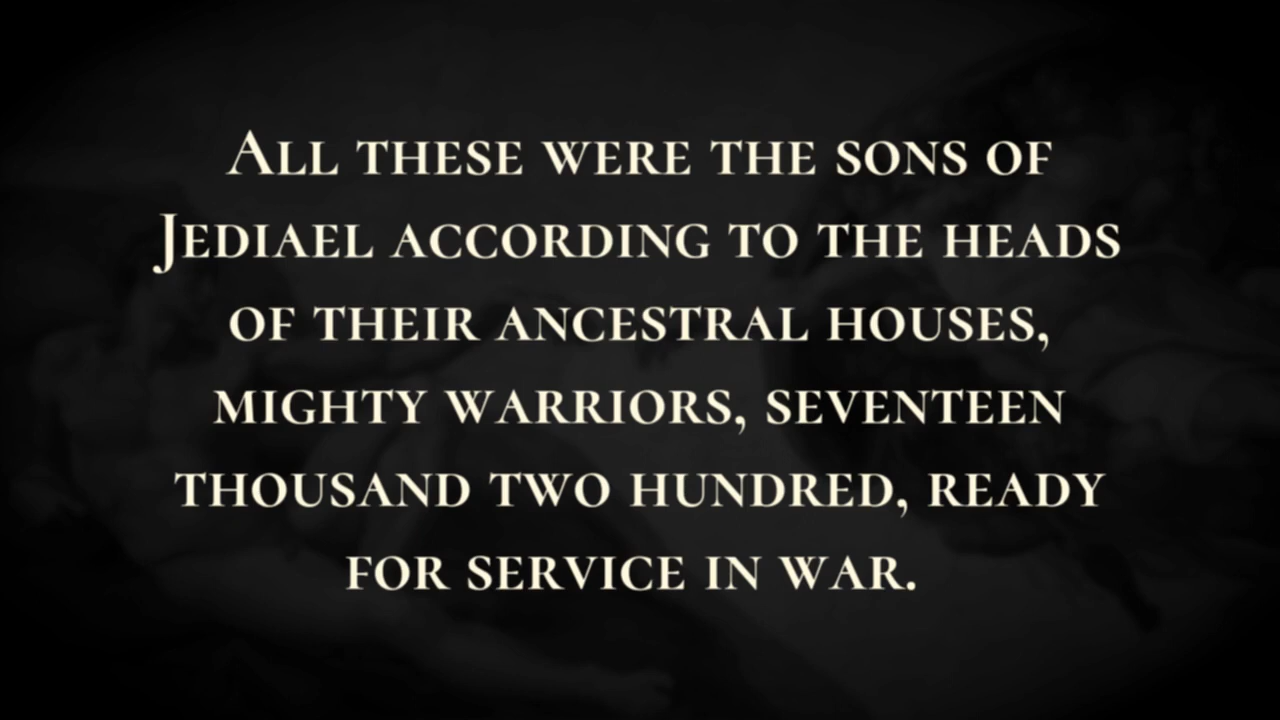 All these were the sons of
Jediael according to the heads
of their ancestral houses,
mighty warriors, seventeen
thousand two hundred, ready
for service in war.